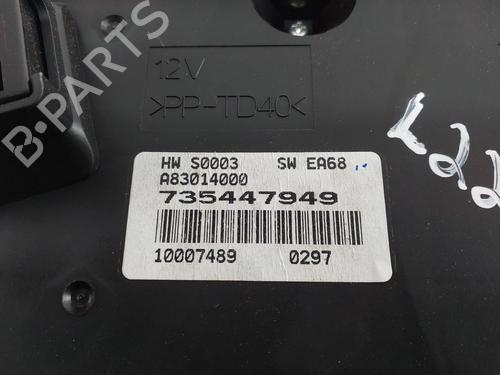 B-PARTS
12V
>PP-TD40<
HW S0003 SW EA68
A83014000
735447949
10007489 0297